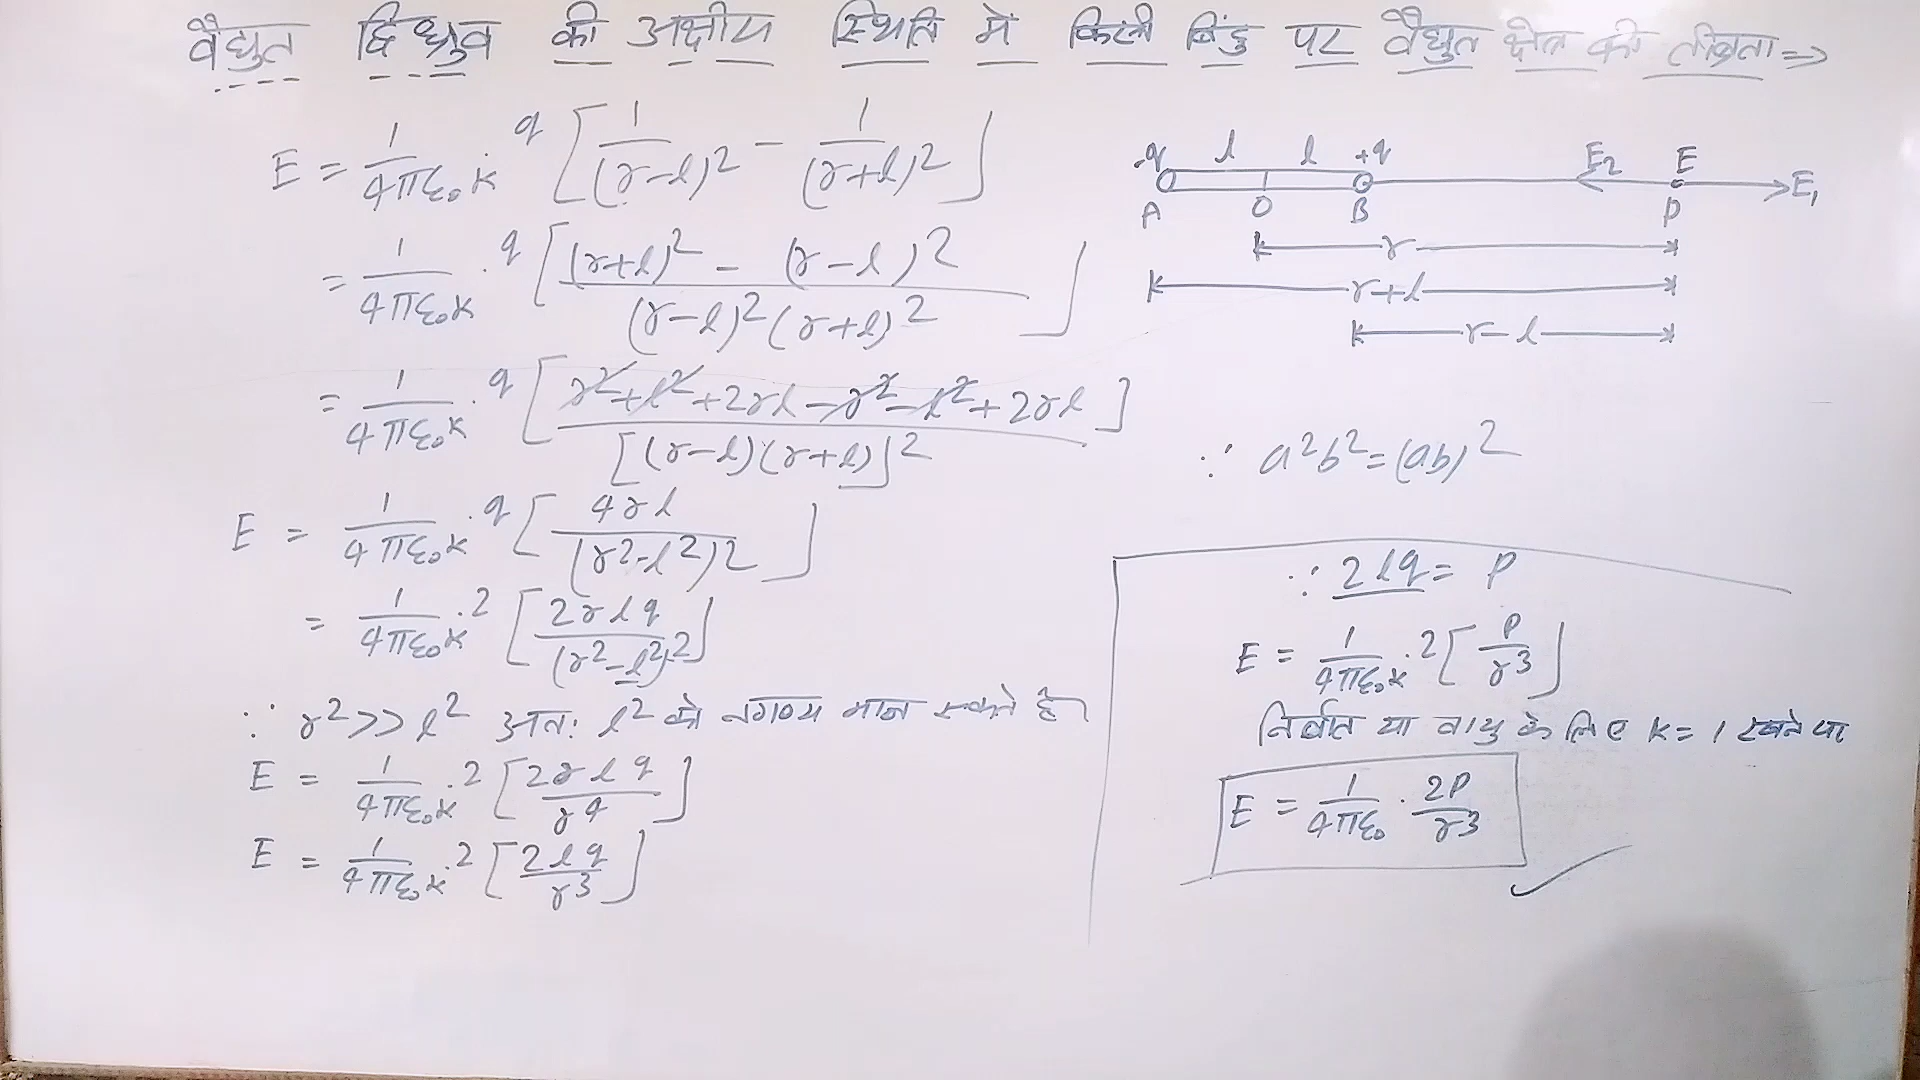 वैद्युत द्विध्रुव की अक्षीय स्थिति में किसी बिंदु पर वैद्युत क्षेत्र की तीव्रता ⇒
E = 1/4πε₀k . q [1/(r-l)² - 1/(r+l)²]
= 1/4πε₀k . q [(r+l)² - (r-l)² / (r-l)²(r+l)²]
= 1/4πε₀k . q [r²+l²+2rl-r²-l²+2rl / [(r-l)(r+l)]²]
E = 1/4πε₀k . q [4rl / (r²-l²)²]
= 1/4πε₀k . 2 [2rlq / (r²-l²)²]
∵ r² >> l² अतः l² को नगण्य मान सकते है।
E = 1/4πε₀k . 2 [2rlq / r⁴]
E = 1/4πε₀k . 2 [2lq / r³]
-q l l +q E₂ E E₁
A O B P
r
r+l
r-l
∵ a²b² = (ab)²
∵ 2lq = P
E = 1/4πε₀k . 2 [P / r³]
निर्वात या वायु के लिए k = 1 रखने पर
E = 1/4πε₀ . 2P/r³